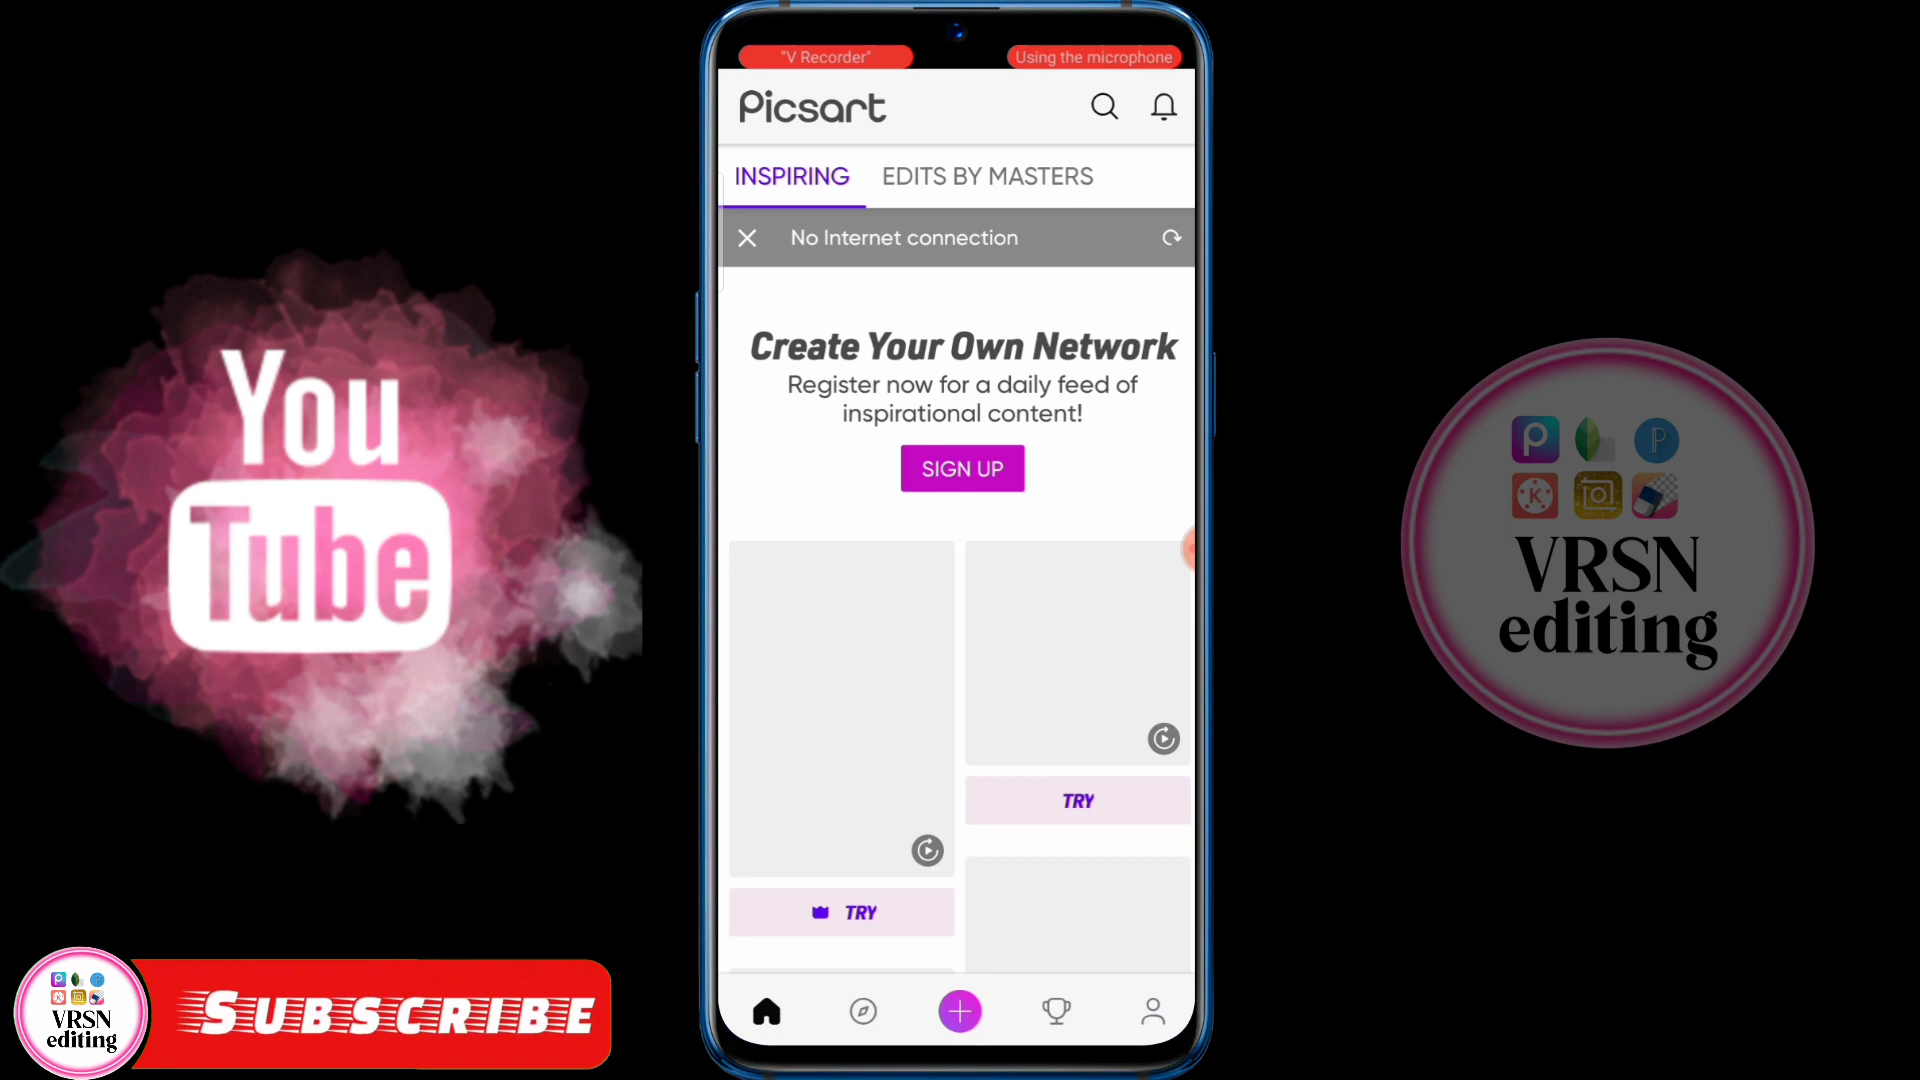 "V Recorder"
Using the microphone
Picsart
INSPIRING
EDITS BY MASTERS
No Internet connection
Create Your Own Network
Register now for a daily feed of
inspirational content!
SIGN UP
TRY
TRY
You
Tube
P
P
K
VRSN
editing
VRSN
editing
SUBSCRIBE